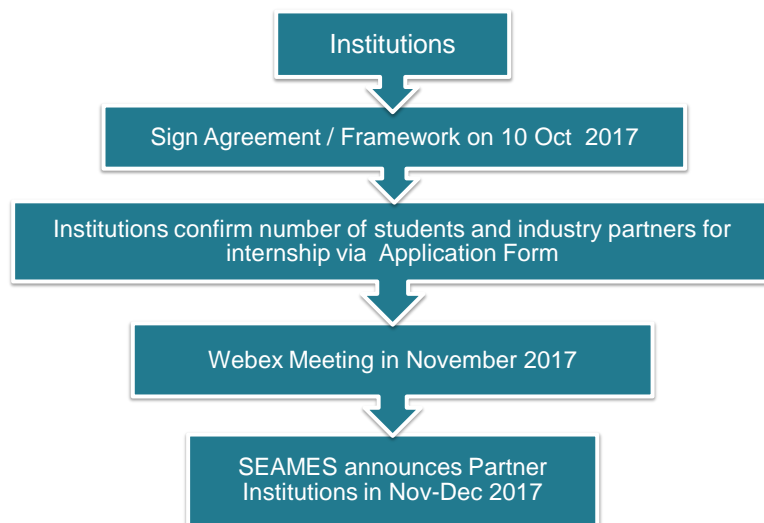 Institutions
Sign Agreement / Framework on 10 Oct 2017
Institutions confirm number of students and industry partners for
internship via Application Form
Webex Meeting in November 2017
SEAMES announces Partner
Institutions in Nov-Dec 2017